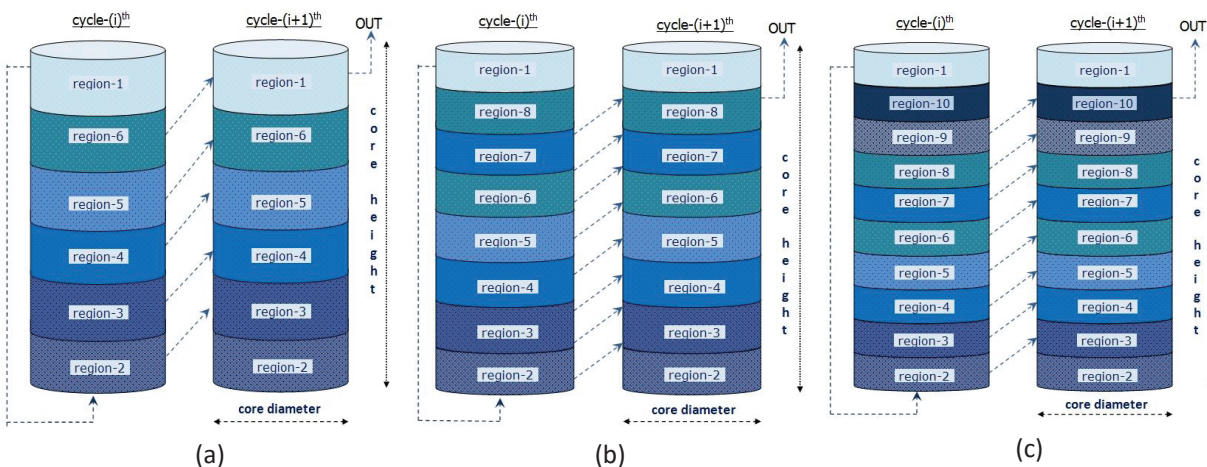 cycle-(i)th
cycle-(i+1)th
OUT
region-1
region-6
region-5
region-4
region-3
region-2
region-1
region-6
region-5
region-4
region-3
region-2
core height
core diameter
(a)
cycle-(i)th
cycle-(i+1)th
OUT
region-1
region-8
region-7
region-6
region-5
region-4
region-3
region-2
region-1
region-8
region-7
region-6
region-5
region-4
region-3
region-2
core height
core diameter
(b)
cycle-(i)th
cycle-(i+1)th
OUT
region-1
region-10
region-9
region-8
region-7
region-6
region-5
region-4
region-3
region-2
region-1
region-10
region-9
region-8
region-7
region-6
region-5
region-4
region-3
region-2
core height
core diameter
(c)